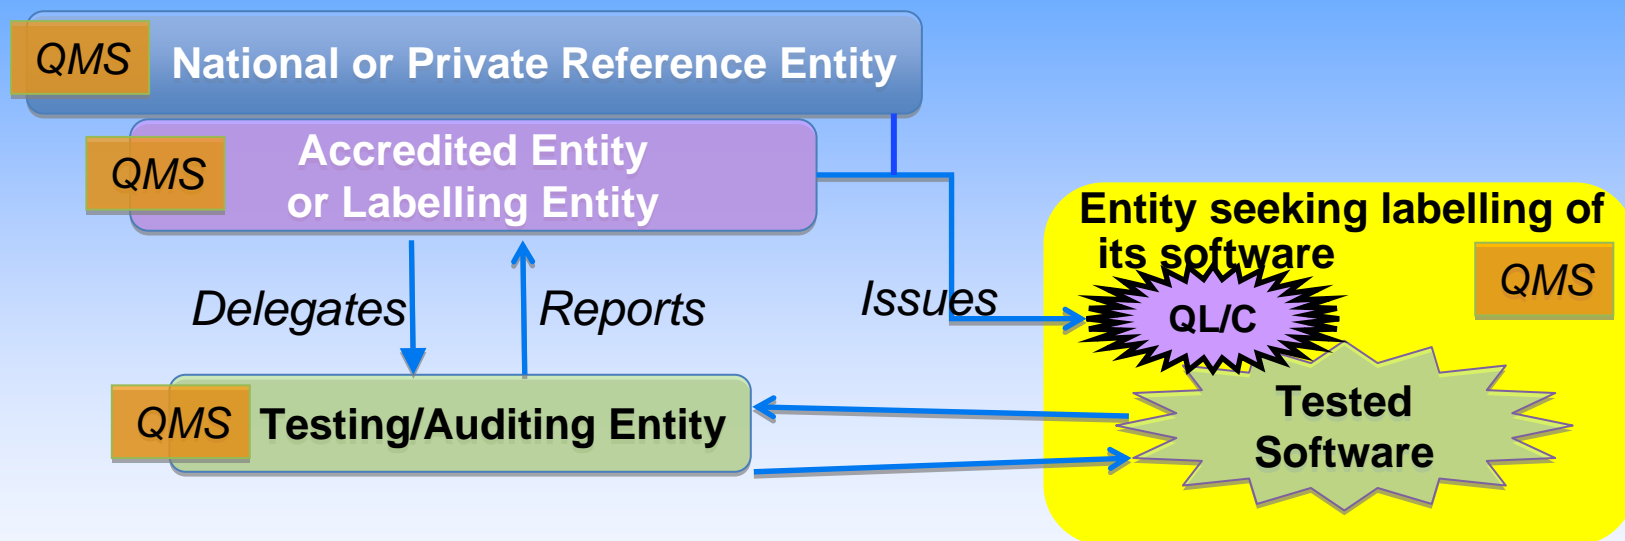 QMS National or Private Reference Entity
QMS
Accredited Entity
or Labelling Entity
Entity seeking labelling of
its software
QMS
Delegates
Reports
Issues
QL/C
QMS Testing/Auditing Entity
Tested
Software